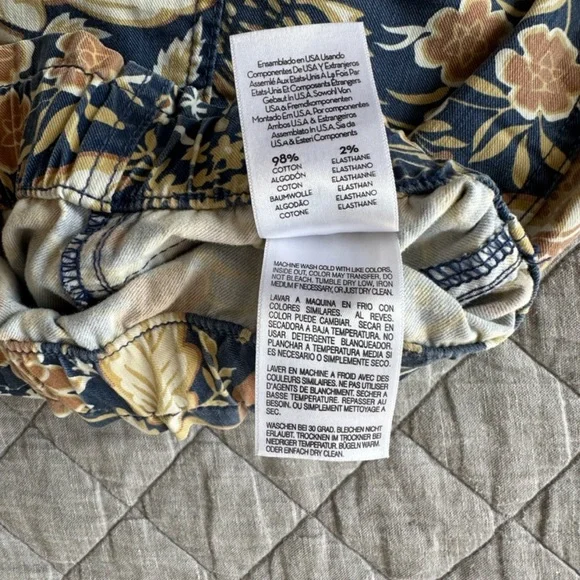 Ensamblado en USA Usando
Componentes De USA Y Extranjeros
Assemlé Aux Etats-Unis A La Fois Par
Etats-Unis Et Composants Étrangers
Gebaut in U.S.A. Sowohl Von
USA & Fremdkomponenten
Montado Em U.S.A, Por componentes
Ambos U.S.A & Estrangeiros
Assemblato In U.S.A, Sia da
U.S.A & Esteri Componenti
98% 2%
COTTON ELASTHANE
ALGODÓN ELASTANO
COTON ELASTHANNE
BAUMWOLLE ELASTHAN
ALGODÃO ELASTANO
COTONE ELASTANE
MACHINE WASH COLD WITH LIKE COLORS,
INSIDE OUT, COLOR MAY TRANSFER, DO
NOT BLEACH. TUMBLE DRY LOW, IRON
MEDIUM IF NECESSARY, OR JUST DRY CLEAN.
LAVAR A MAQUINA EN FRIO CON
COLORES SIMILARES. AL REVES.
COLOR PUEDE CAMBIAR. SECAR EN
SECADORA A BAJA TEMPERATURA. NO
USAR DETERGENTE BLANQUEADOR.
PLANCHAR A TEMPERATURA MEDIA SI
ES NECESARIO O SIMPLEMENTE SECAR.
LAVER EN MACHINE A FROID AVEC DES
COULEURS SIMILAIRES. NE PAS UTILISER
D'AGENTS DE BLANCHIMENT. SÉCHER A
BASSE TEMPERATURE. REPASSER AU
BESOIN, OU SIMPLEMENT METTOYAGE A
SEC.
WASCHEN BEI 30 GRAD. BLEICHEN NICHT
ERLAUBT, TROCKNEN IM TROCKNER BEI
NIEDRIGER TEMPERATUR. BÜGELN WARM.
ODER EINFACH DRY CLEAN.